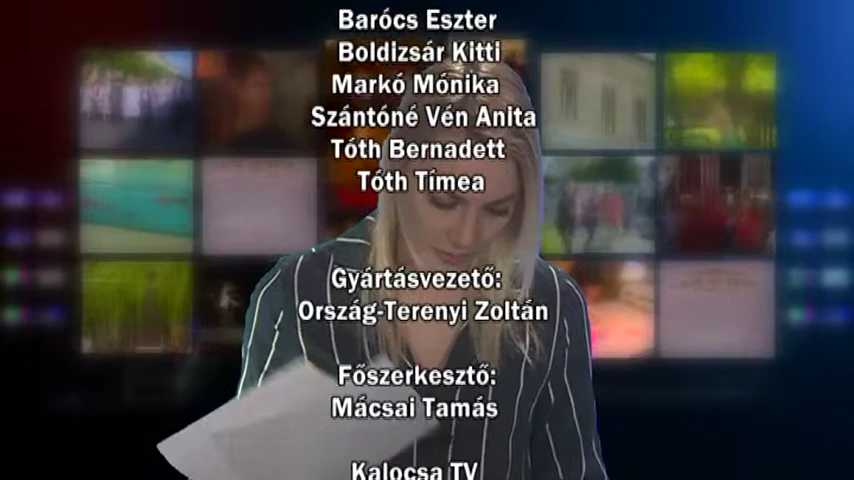 Barócs Eszter
Boldizsár Kitti
Markó Mónika
Szántóné Vén Anita
Tóth Bernadett
Tóth Tímea
Gyártásvezető:
Ország-Terenyi Zoltán
Főszerkesztő:
Mácsai Tamás
Kalocsa TV